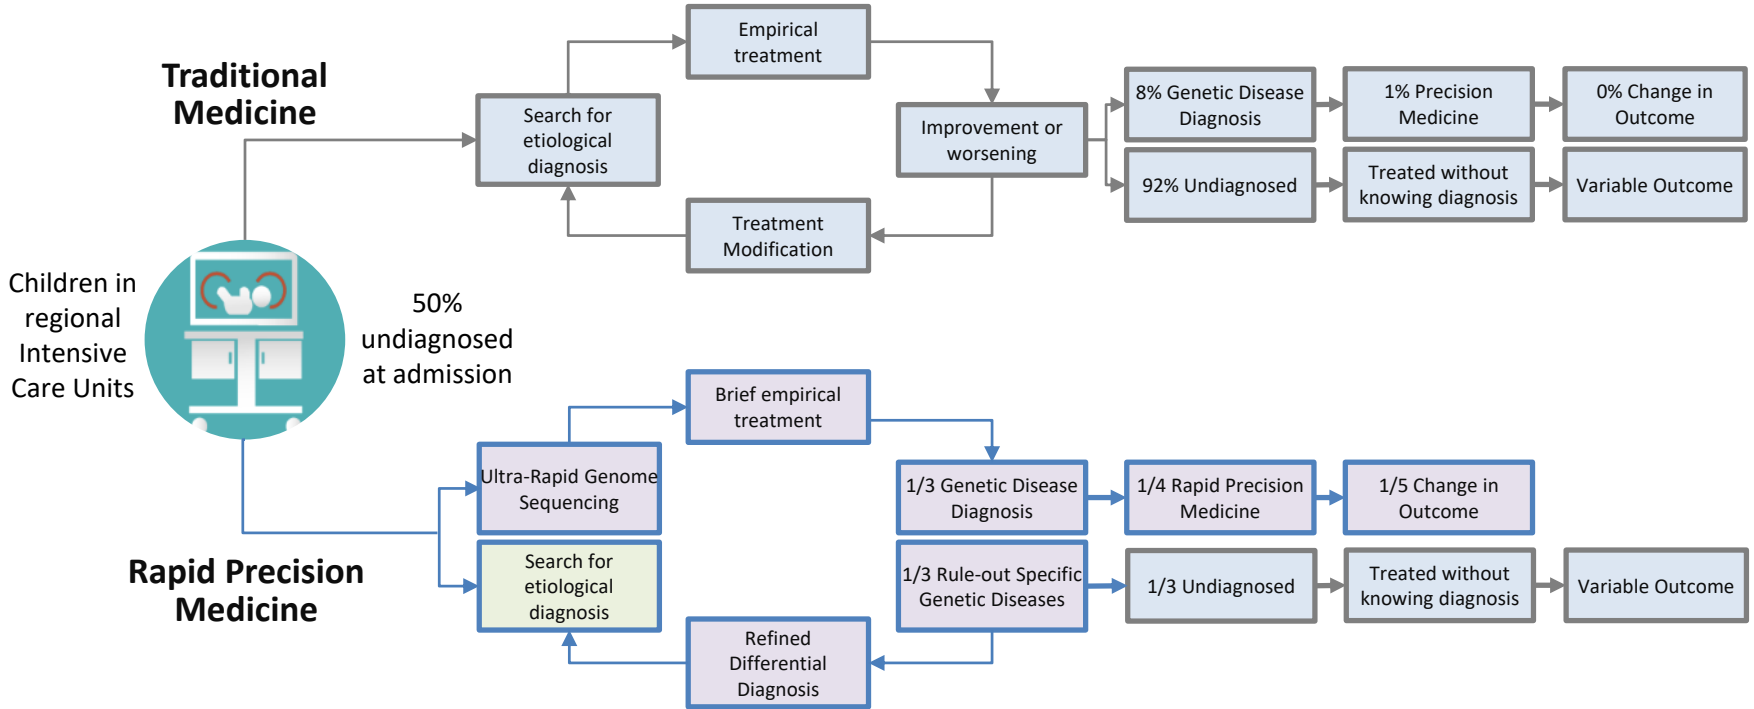 Traditional
Medicine
Search for
etiological
diagnosis
Empirical
treatment
Improvement or
worsening
Treatment
Modification
8% Genetic Disease
Diagnosis
1% Precision
Medicine
0% Change in
Outcome
92% Undiagnosed
Treated without
knowing diagnosis
Variable Outcome
Children in
regional
Intensive
Care Units
50%
undiagnosed
at admission
Rapid Precision
Medicine
Ultra-Rapid Genome
Sequencing
Search for
etiological
diagnosis
Brief empirical
treatment
1/3 Genetic Disease
Diagnosis
1/4 Rapid Precision
Medicine
1/5 Change in
Outcome
1/3 Rule-out Specific
Genetic Diseases
Refined
Differential
Diagnosis
1/3 Undiagnosed
Treated without
knowing diagnosis
Variable Outcome